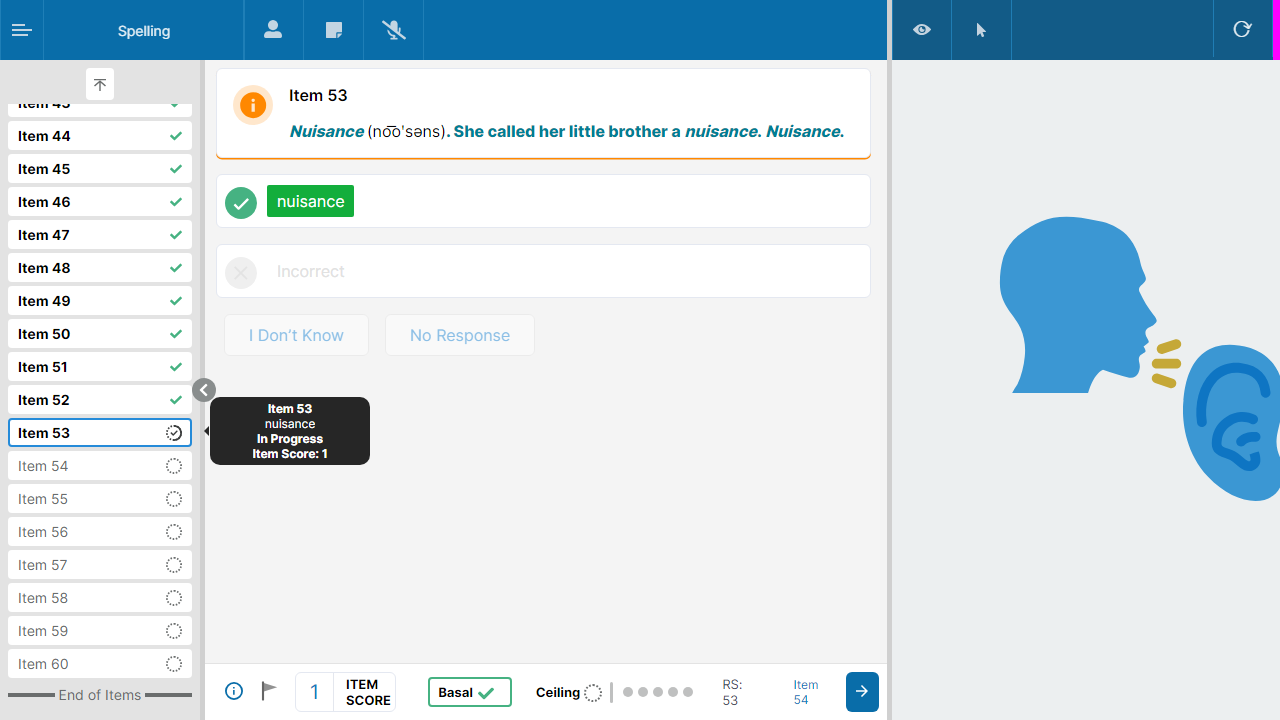 Spelling
Item 44
Item 45
Item 46
Item 47
Item 48
Item 49
Item 50
Item 51
Item 52
Item 53
Item 54
Item 55
Item 56
Item 57
Item 58
Item 59
Item 60
End of Items
Item 53
Nuisance (no͞o'səns). She called her little brother a nuisance. Nuisance.
nuisance
Incorrect
I Don’t Know
No Response
Item 53
nuisance
In Progress
Item Score: 1
1
ITEM
SCORE
Basal
Ceiling
RS:
53
Item
54